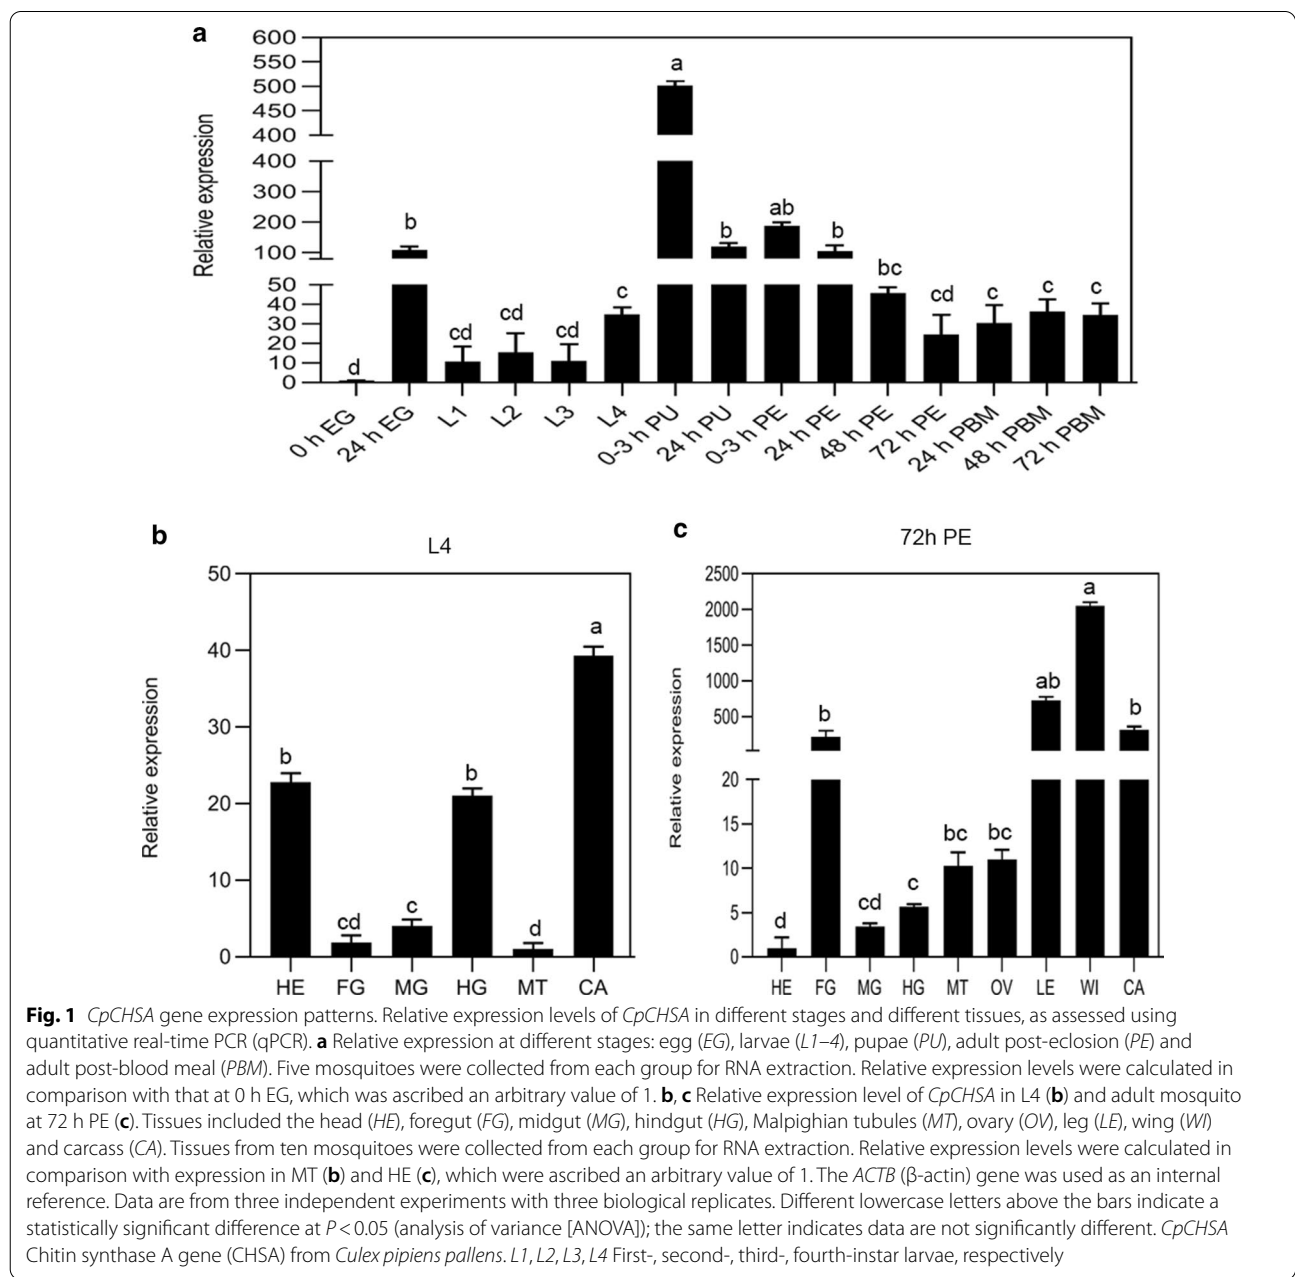 a
600
550
500
450
400
400
300
200
100
50
40
30
20
10
0
Relative expression
d
b
cd
cd
cd
c
a
b
ab
b
bc
cd
c
c
c
0 h EG
24 h EG
L1
L2
L3
L4
0-3 h PU
24 h PU
0-3 h PE
24 h PE
48 h PE
72 h PE
24 h PBM
48 h PBM
72 h PBM
b
L4
50
40
30
20
10
0
Relative expression
b
cd
c
b
d
a
HE FG MG HG MT CA
c
72h PE
2500
2000
1500
1000
500
20
15
10
5
0
Relative expression
d
b
cd
c
bc
bc
ab
a
b
HE FG MG HG MT OV LE WI CA
Fig. 1 CpCHSA gene expression patterns. Relative expression levels of CpCHSA in different stages and different tissues, as assessed using
quantitative real-time PCR (qPCR). a Relative expression at different stages: egg (EG), larvae (L1–4), pupae (PU), adult post-eclosion (PE) and
adult post-blood meal (PBM). Five mosquitoes were collected from each group for RNA extraction. Relative expression levels were calculated in
comparison with that at 0 h EG, which was ascribed an arbitrary value of 1. b, c Relative expression level of CpCHSA in L4 (b) and adult mosquito
at 72 h PE (c). Tissues included the head (HE), foregut (FG), midgut (MG), hindgut (HG), Malpighian tubules (MT), ovary (OV), leg (LE), wing (WI)
and carcass (CA). Tissues from ten mosquitoes were collected from each group for RNA extraction. Relative expression levels were calculated in
comparison with expression in MT (b) and HE (c), which were ascribed an arbitrary value of 1. The ACTB (β-actin) gene was used as an internal
reference. Data are from three independent experiments with three biological replicates. Different lowercase letters above the bars indicate a
statistically significant difference at P < 0.05 (analysis of variance [ANOVA]); the same letter indicates data are not significantly different. CpCHSA
Chitin synthase A gene (CHSA) from Culex pipiens pallens. L1, L2, L3, L4 First-, second-, third-, fourth-instar larvae, respectively